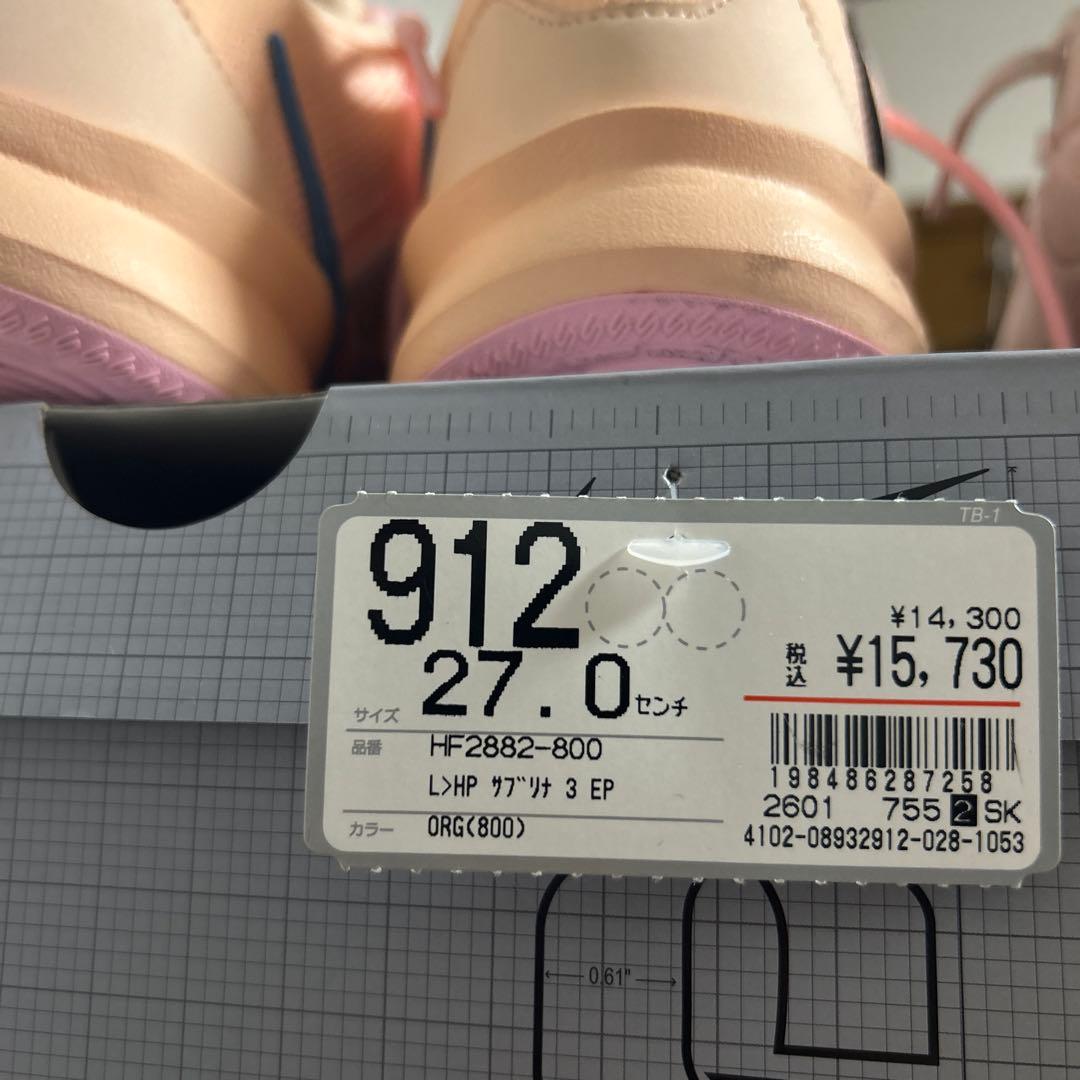 TB-1
912
サイズ 27.0 センチ
品番 HF2882-800
L>HP サブリナ 3 EP
カラー ORG(800)
¥14,300
税込 ¥15,730
198486287258
2601 755 2 SK
4102-08932912-028-1053
0.61"